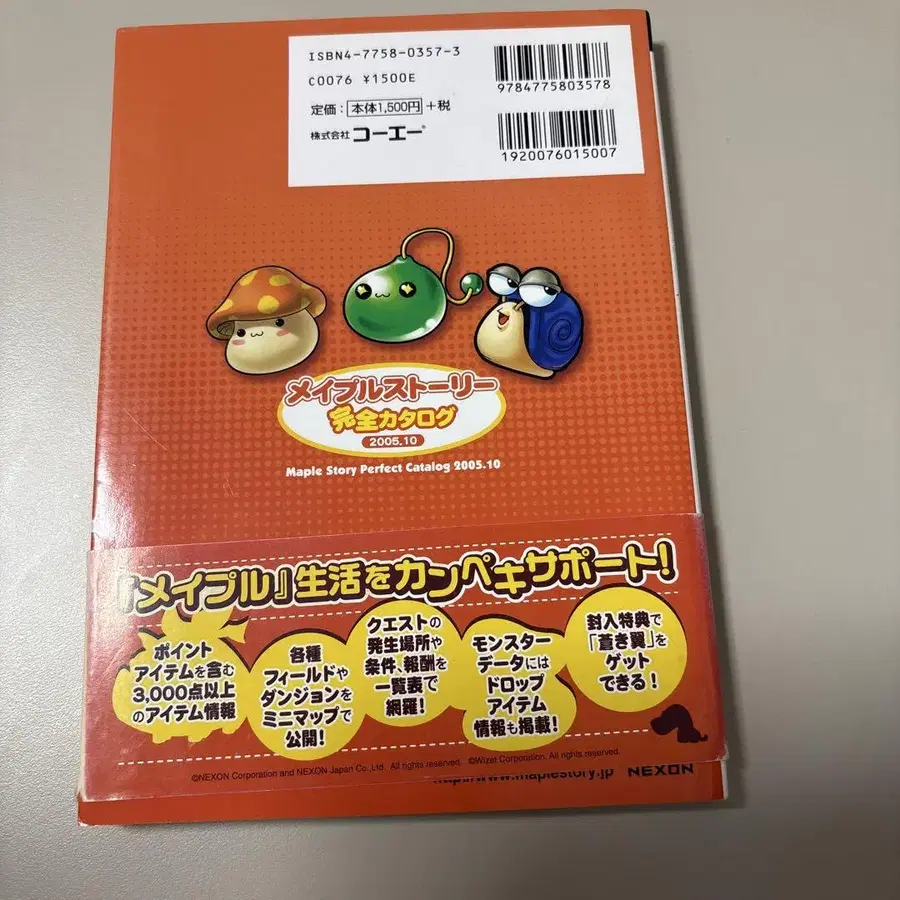 ISBN4-7758-0357-3
C0076 ¥1500E
定価：本体1,500円+税
株式会社コーエー®
9784775803578
1920076015007
メイプルストーリー
完全カタログ
2005.10
Maple Story Perfect Catalog 2005.10
『メイプル』生活をカンペキサポート！
ポイント
アイテムを含む
3,000点以上
のアイテム情報
各種
フィールドや
ダンジョンを
ミニマップで
公開！
クエストの
発生場所や
条件、報酬を
一覧表で
網羅！
モンスター
データには
ドロップ
アイテム
情報も掲載！
封入特典で
「蒼き翼」を
ゲット
できる！
©NEXON Corporation and NEXON Japan Co.,Ltd. All rights reserved. ©Wizet Corporation. All rights reserved.
http://www.maplestory.jp NEXON